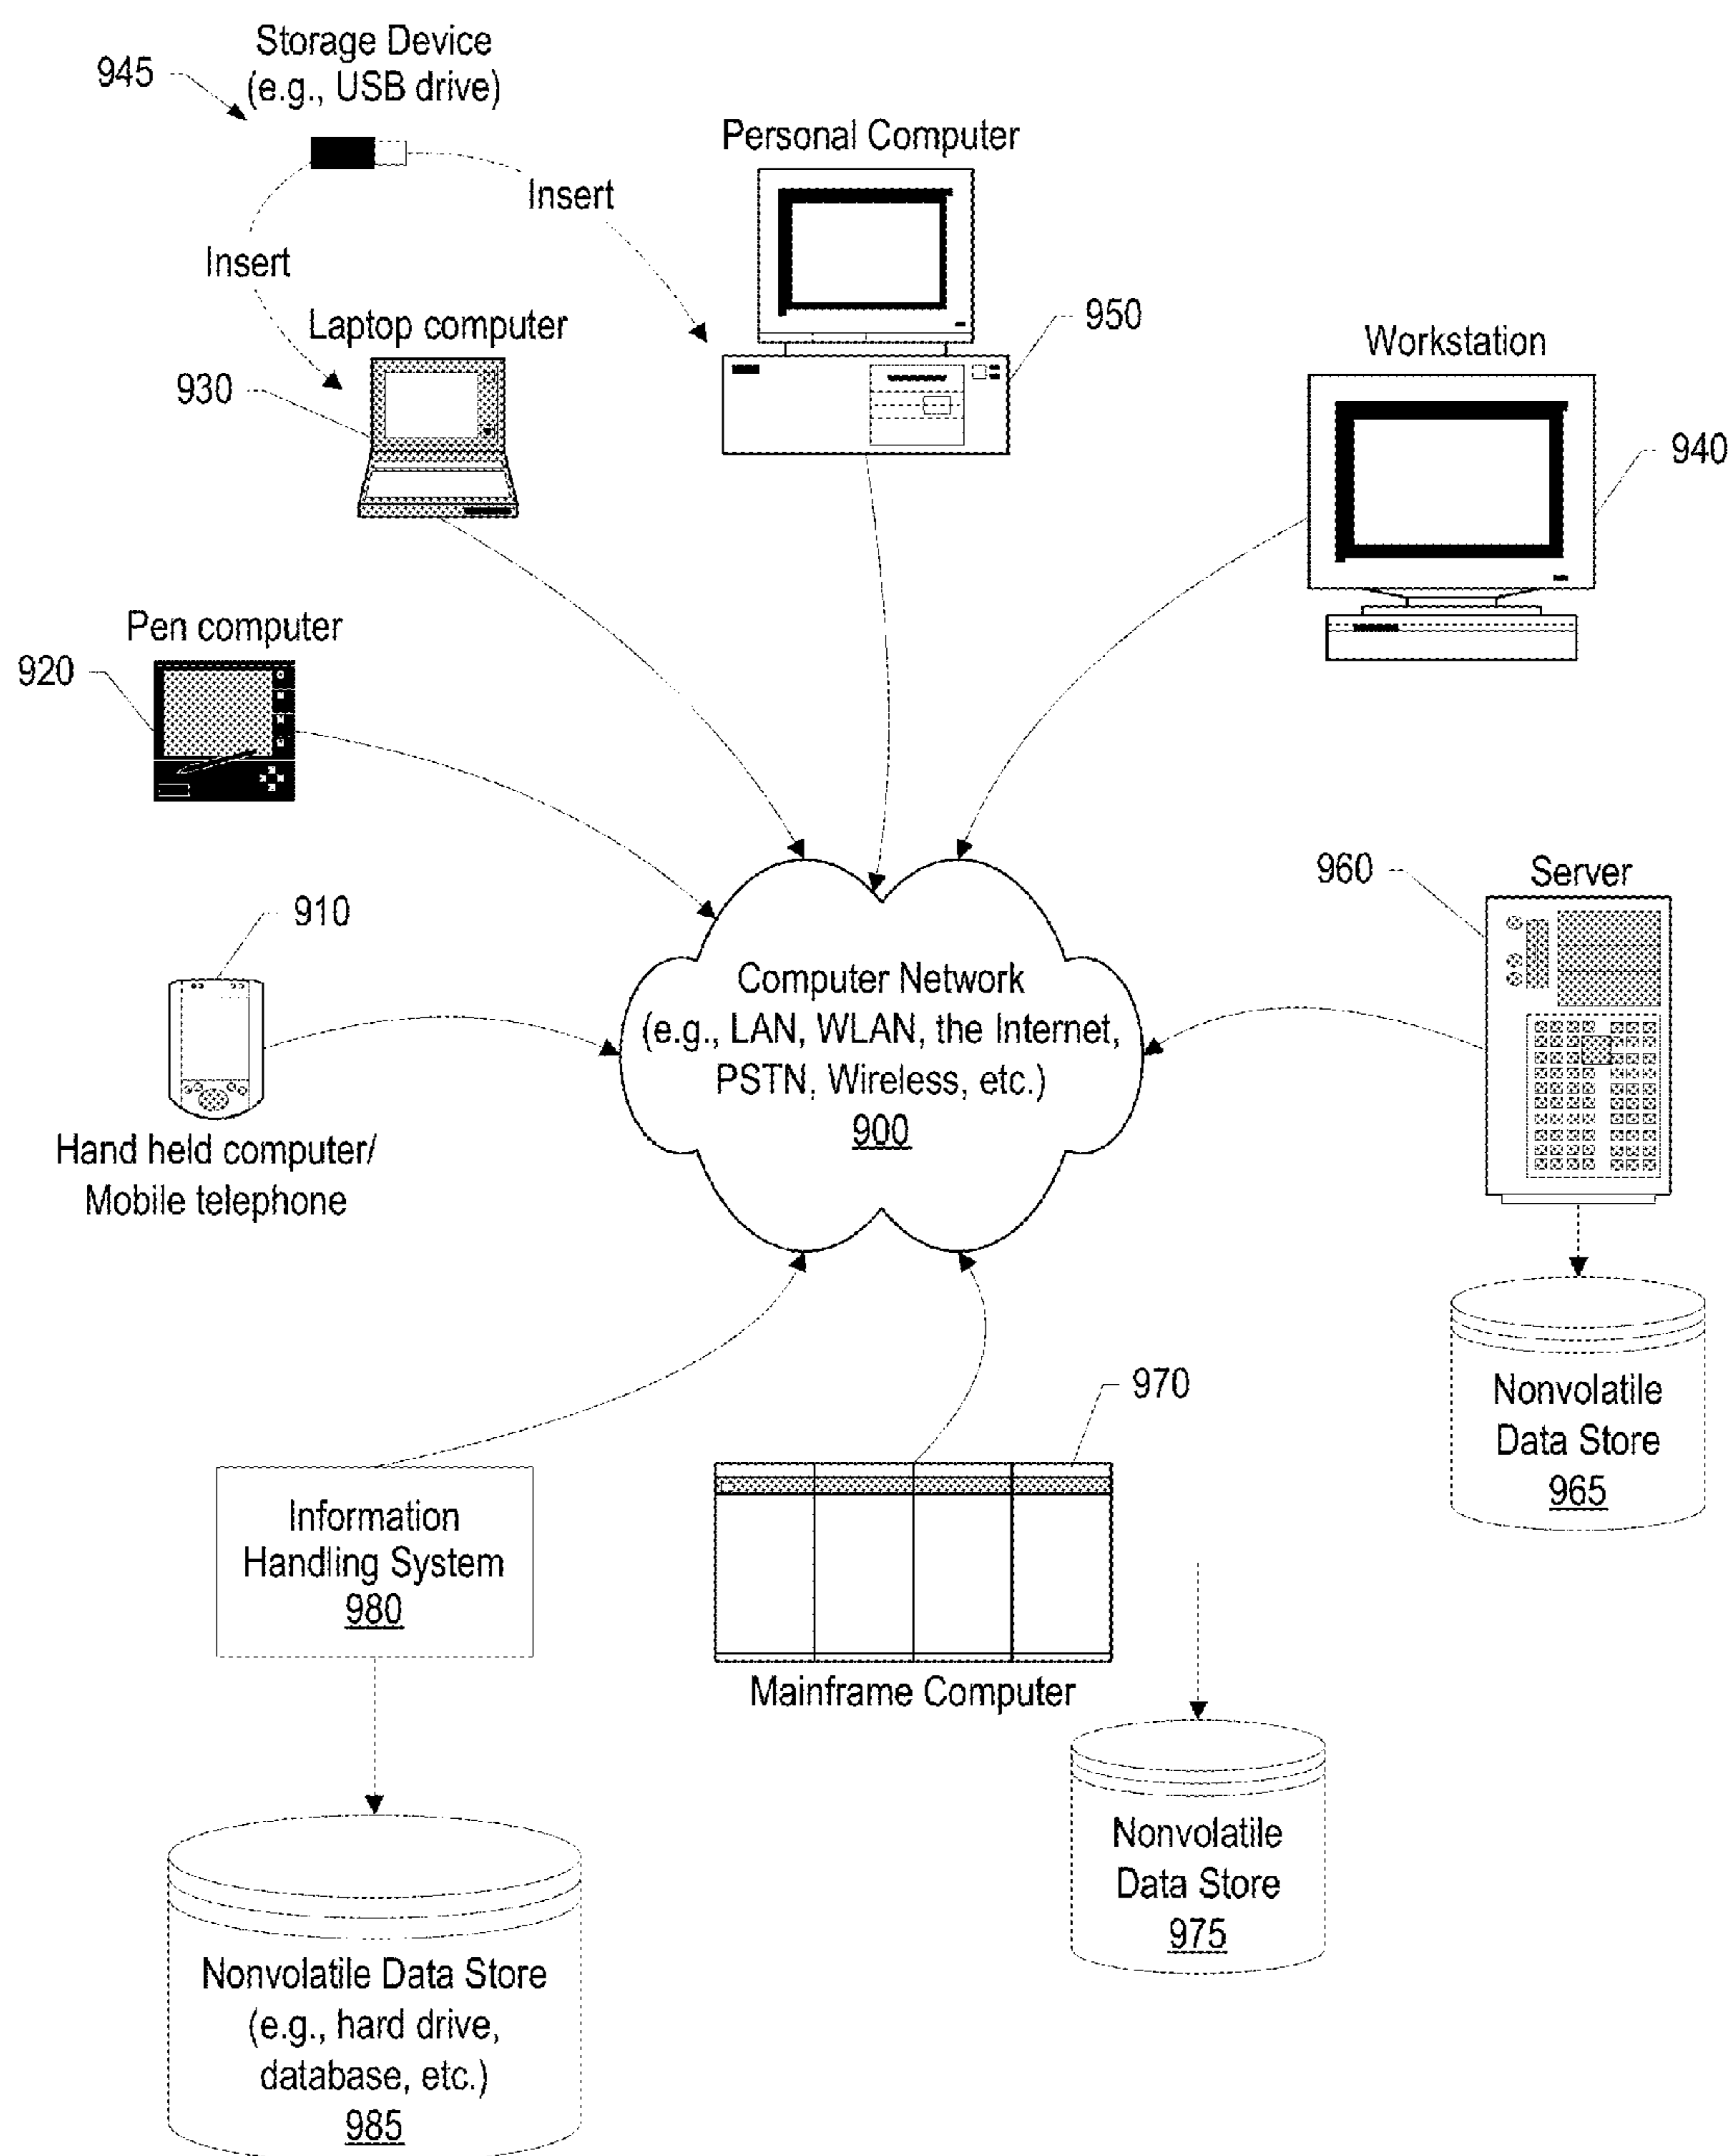 945
Storage Device
(e.g., USB drive)
Personal Computer
Insert
Insert
Laptop computer
930
950
Workstation
940
Pen computer
920
960
Server
910
Hand held computer/
Mobile telephone
Computer Network
(e.g., LAN, WLAN, the Internet,
PSTN, Wireless, etc.)
900
970
Nonvolatile
Data Store
965
Information
Handling System
980
Mainframe Computer
Nonvolatile
Data Store
975
Nonvolatile Data Store
(e.g., hard drive,
database, etc.)
985